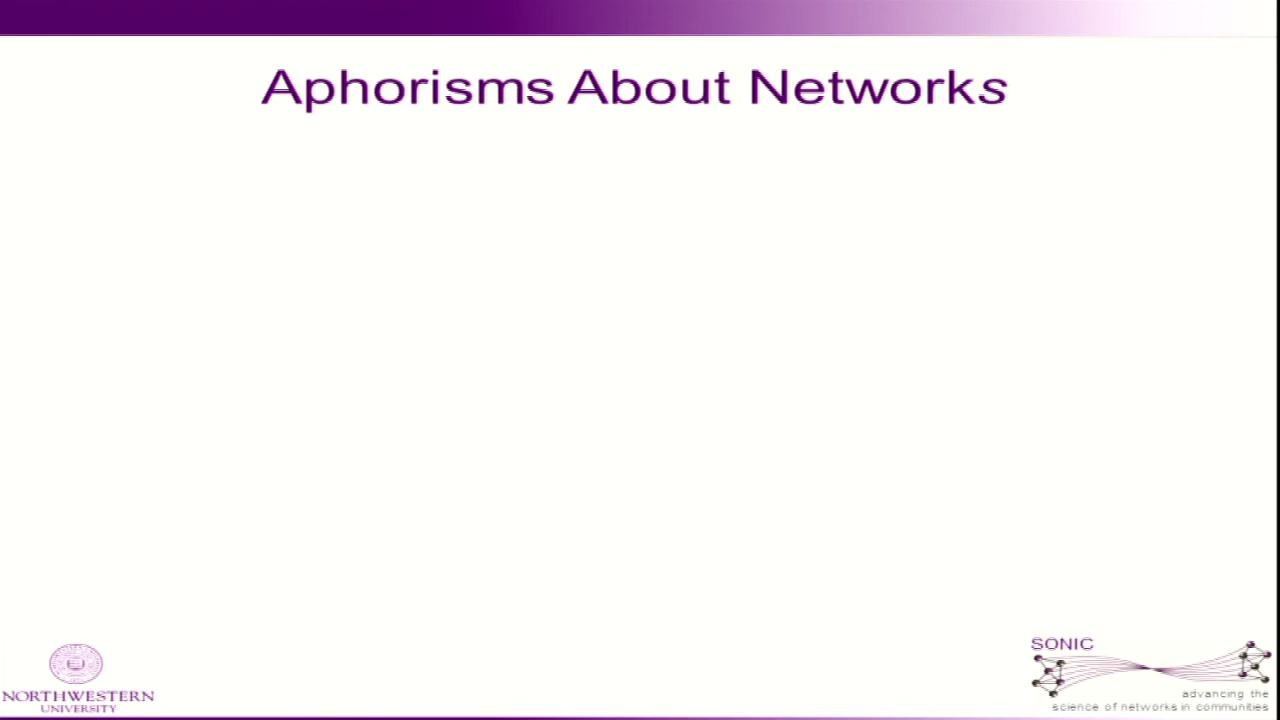 Aphorisms About Networks
NORTHWESTERN
UNIVERSITY
SONIC
advancing the
science of networks in communities